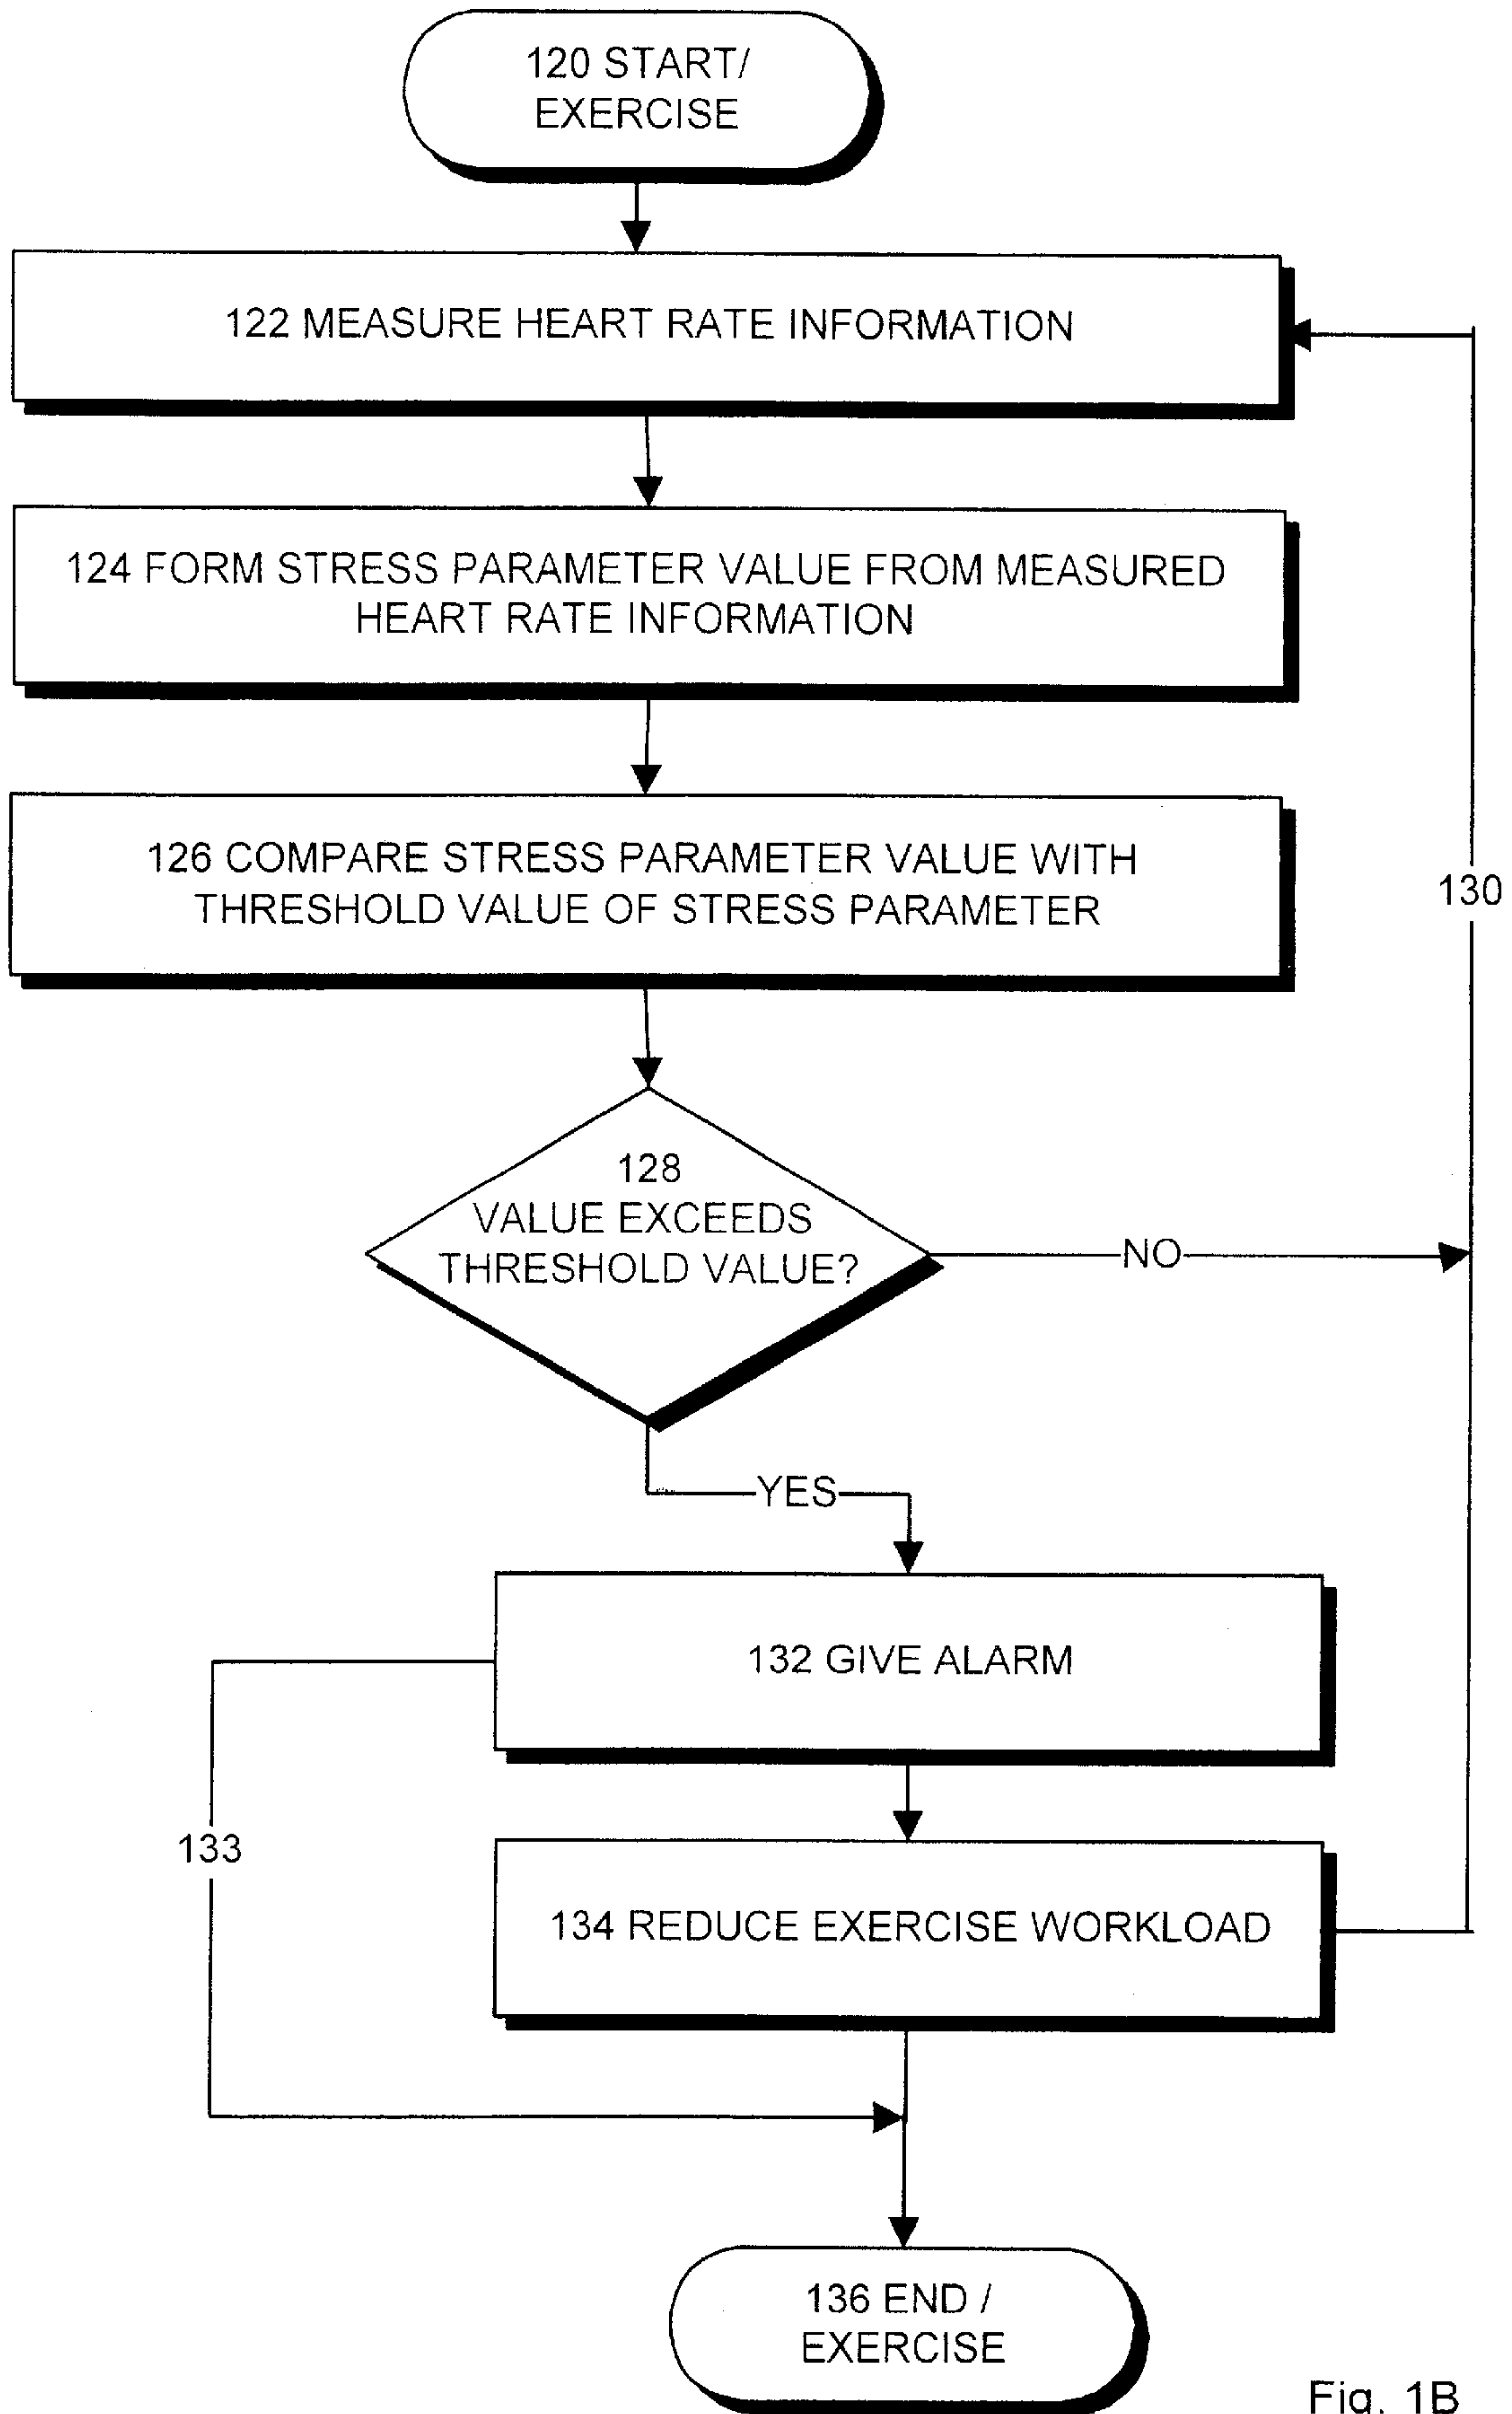 120 START/
EXERCISE
122 MEASURE HEART RATE INFORMATION
124 FORM STRESS PARAMETER VALUE FROM MEASURED
HEART RATE INFORMATION
126 COMPARE STRESS PARAMETER VALUE WITH
THRESHOLD VALUE OF STRESS PARAMETER
130
128
VALUE EXCEEDS
THRESHOLD VALUE?
NO
YES
132 GIVE ALARM
133
134 REDUCE EXERCISE WORKLOAD
136 END /
EXERCISE
Fig. 1B